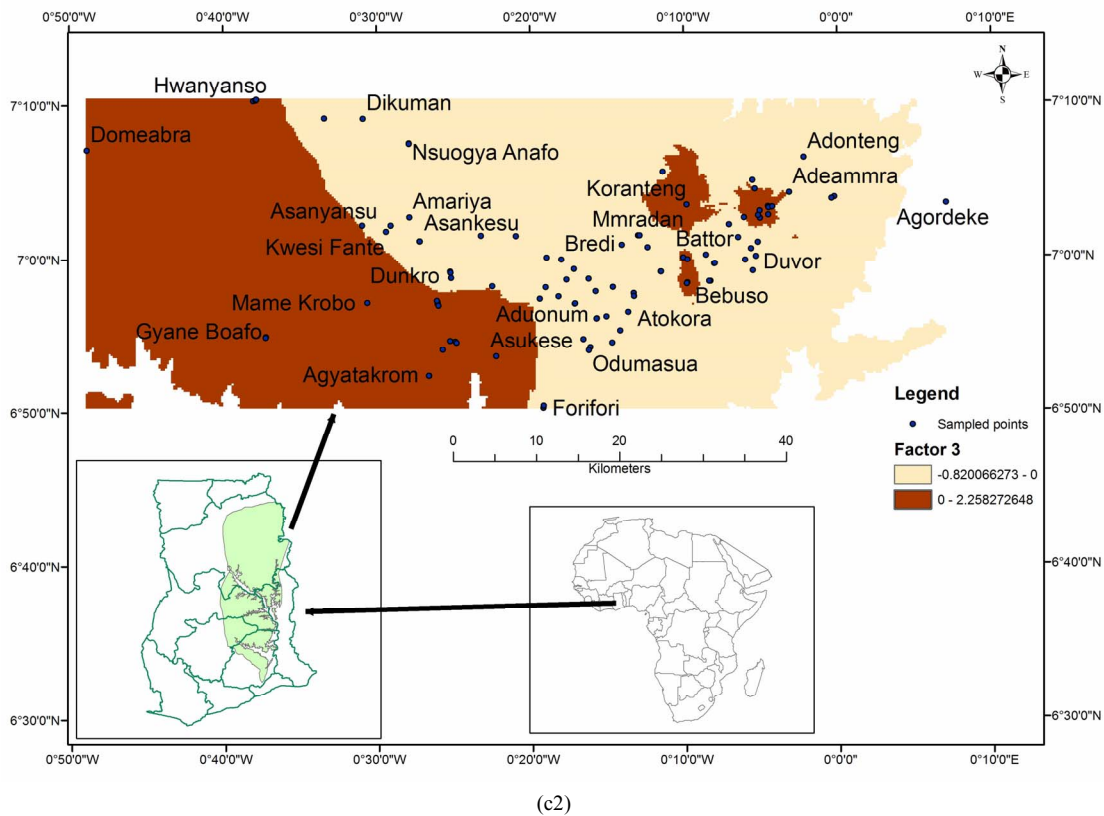 0°50'0"W 0°40'0"W 0°30'0"W 0°20'0"W 0°10'0"W 0°0'0" 0°10'0"E
N
W E
S
Hwanyanso
7°10'0"N 7°10'0"N
Dikuman
Domeabra
Nsuogya Anafo
Adonteng
Koranteng
Adeammra
Amariya
Agordeke
Asanyansu
Asankesu
Mmradan
Kwesi Fante
Bredi
Battor
7°0'0"N 7°0'0"N
Duvor
Dunkro
Bebuso
Mame Krobo
Aduonum
Atokora
Gyane Boafo
Asukese
Odumasua
Agyatakrom
6°50'0"N 6°50'0"N
Forifori
Legend
Sampled points
Factor 3
-0.820066273 - 0
0 - 2.258272648
0 10 20 40
Kilometers
6°40'0"N 6°40'0"N
6°30'0"N 6°30'0"N
0°50'0"W 0°40'0"W 0°30'0"W 0°20'0"W 0°10'0"W 0°0'0" 0°10'0"E
(c2)